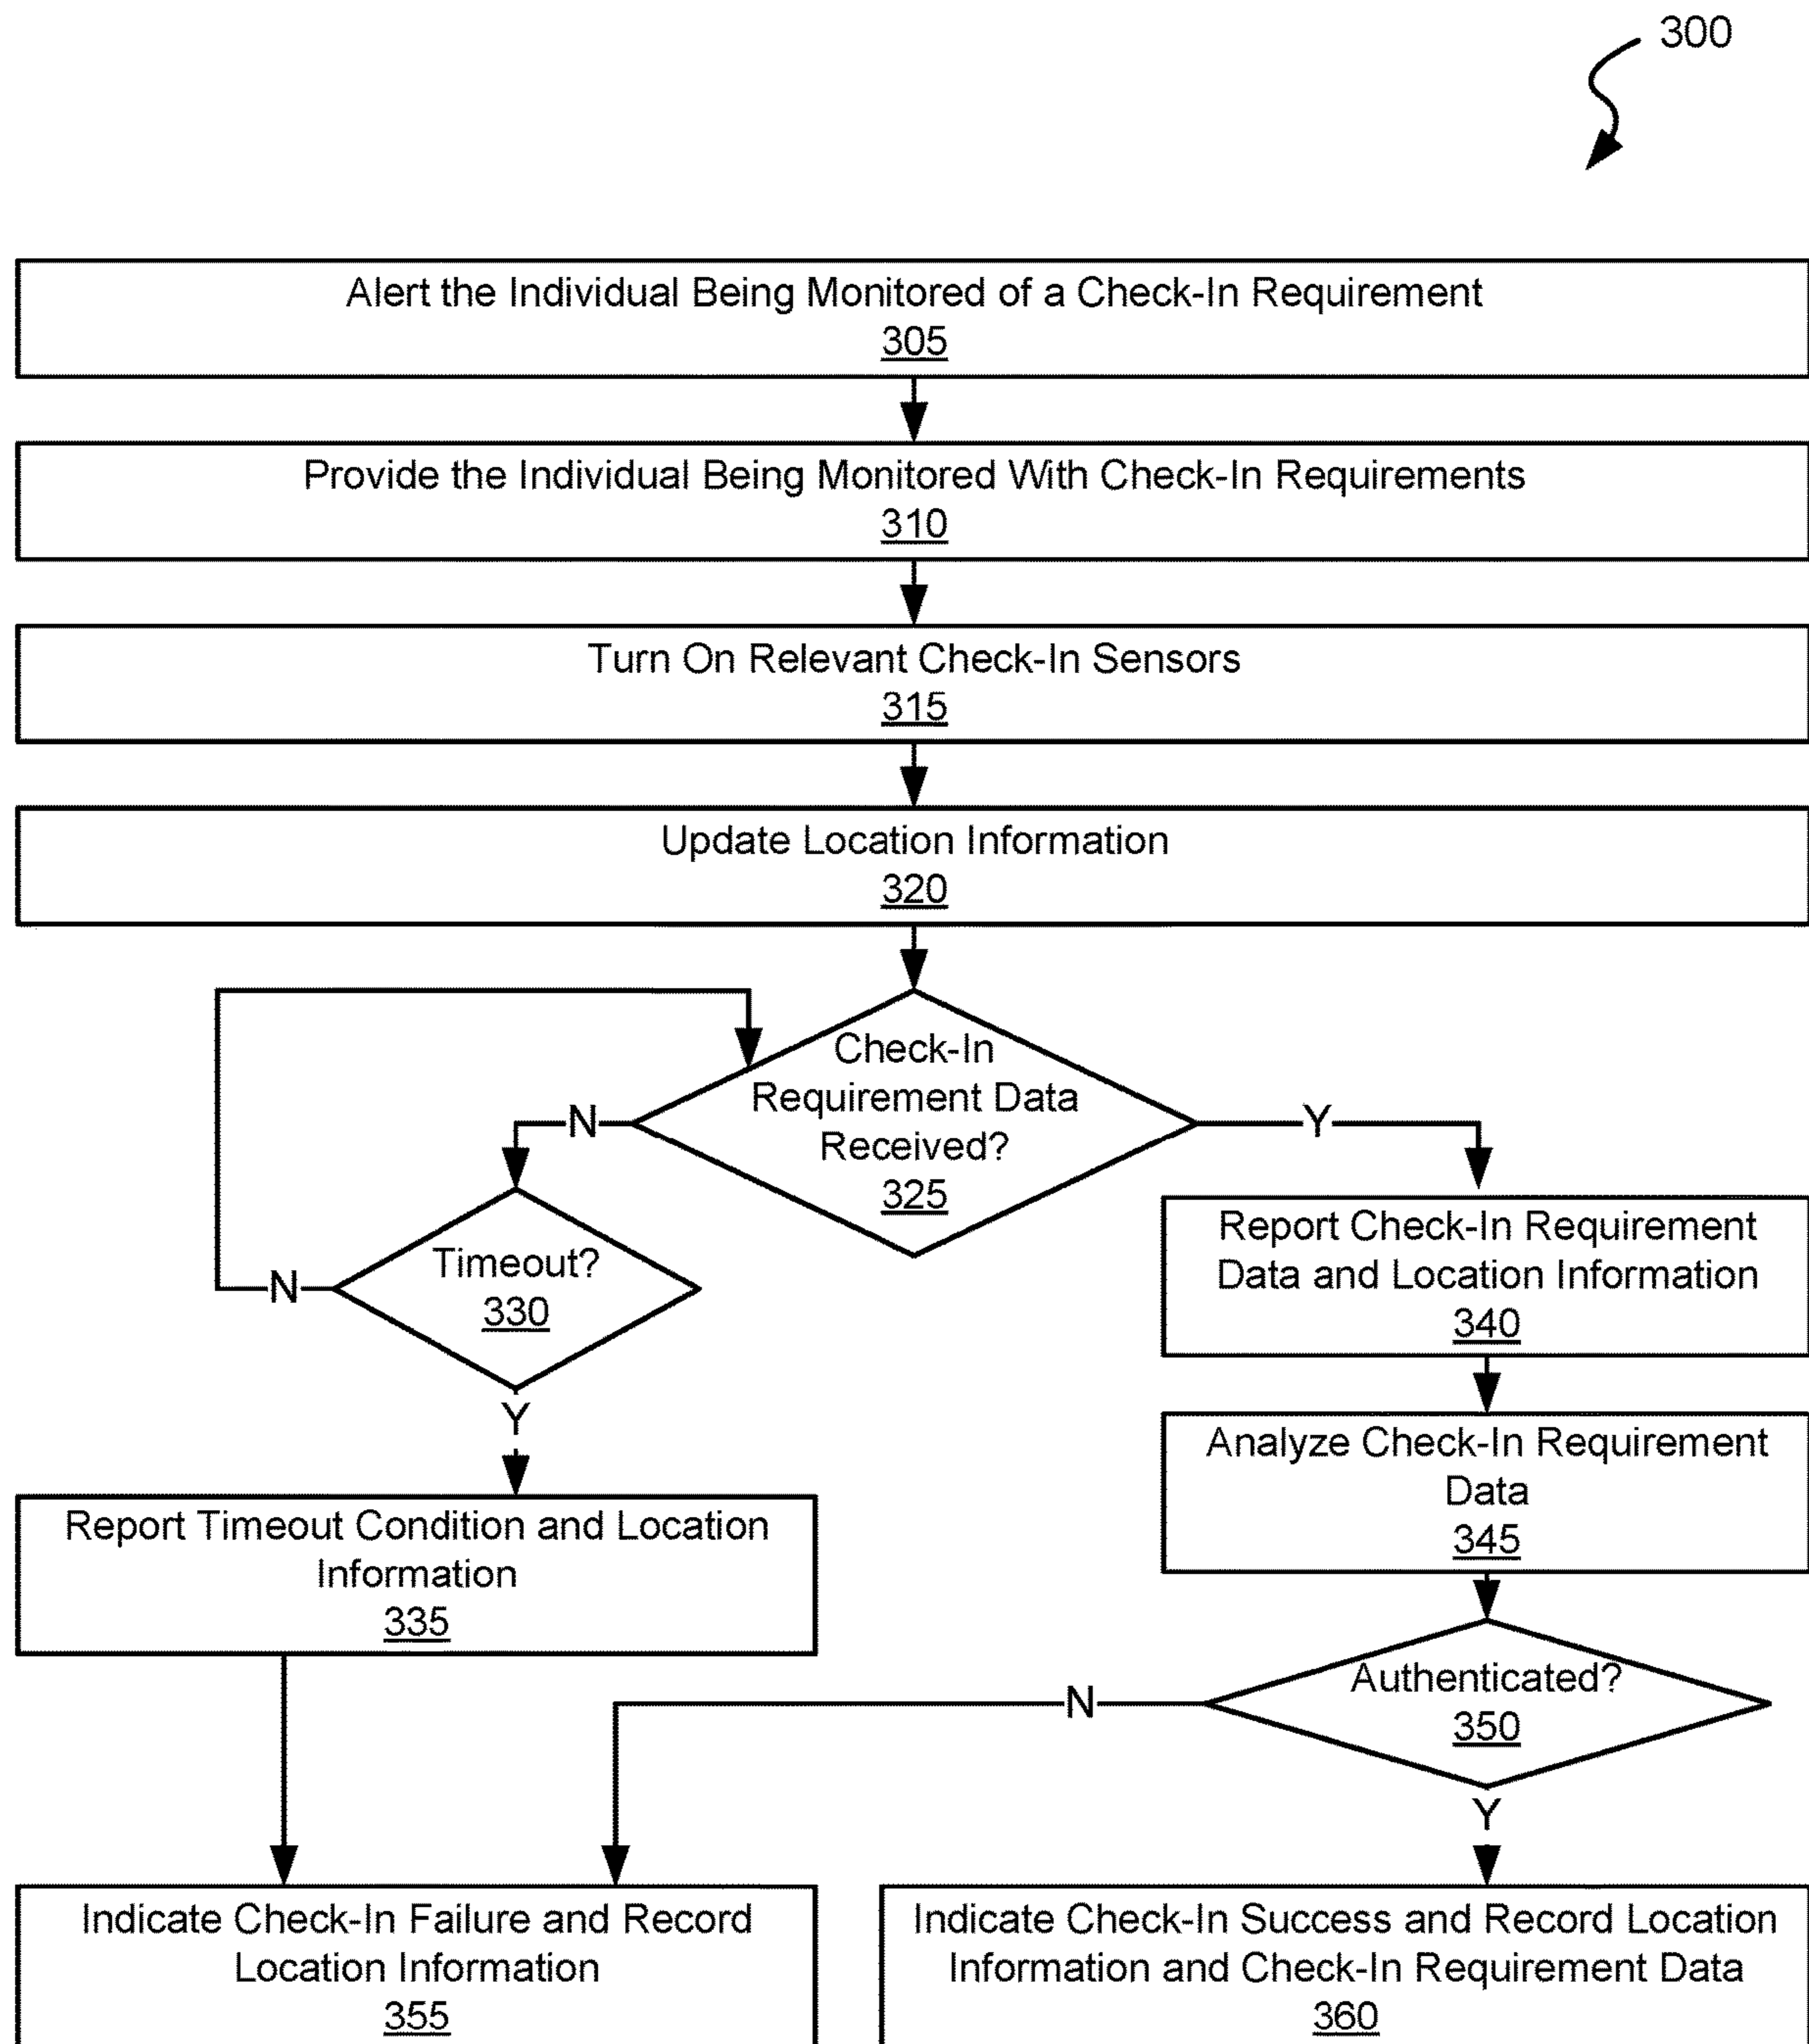 300
Alert the Individual Being Monitored of a Check-In Requirement
305
Provide the Individual Being Monitored With Check-In Requirements
310
Turn On Relevant Check-In Sensors
315
Update Location Information
320
Check-In
Requirement Data
Received?
325
N
Y
Timeout?
330
N
Y
Report Check-In Requirement
Data and Location Information
340
Analyze Check-In Requirement
Data
345
Report Timeout Condition and Location
Information
335
Authenticated?
350
N
Y
Indicate Check-In Failure and Record
Location Information
355
Indicate Check-In Success and Record Location
Information and Check-In Requirement Data
360